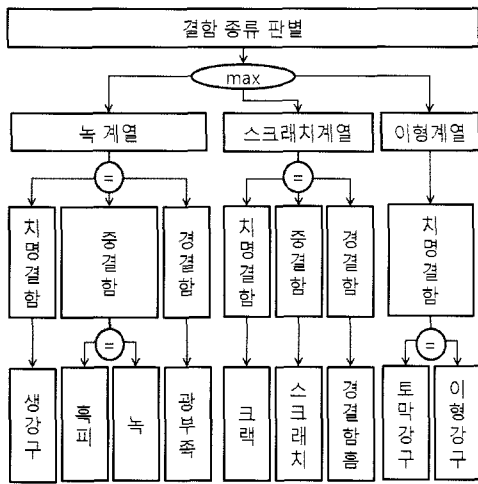 결함 종류 판별
max
녹 계열
스크래치계열
이형계열
=
=
치명결함
중결함
경결함
치명결함
중결함
경결함
치명결함
=
=
생강구
흑피
녹
광부족
크랙
스크래치
경결함흠
토막강구
이형강구